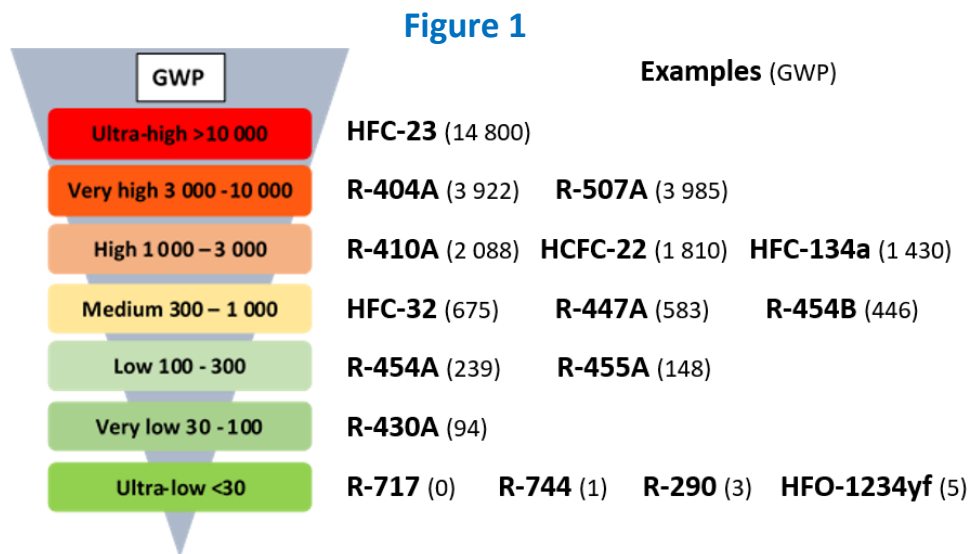 Figure 1
GWP
Examples (GWP)
Ultra-high >10 000
HFC-23 (14 800)
Very high 3 000 -10 000
R-404A (3 922) R-507A (3 985)
High 1 000 – 3 000
R-410A (2 088) HCFC-22 (1 810) HFC-134a (1 430)
Medium 300 – 1 000
HFC-32 (675) R-447A (583) R-454B (446)
Low 100 - 300
R-454A (239) R-455A (148)
Very low 30 - 100
R-430A (94)
Ultra-low <30
R-717 (0) R-744 (1) R-290 (3) HFO-1234yf (5)